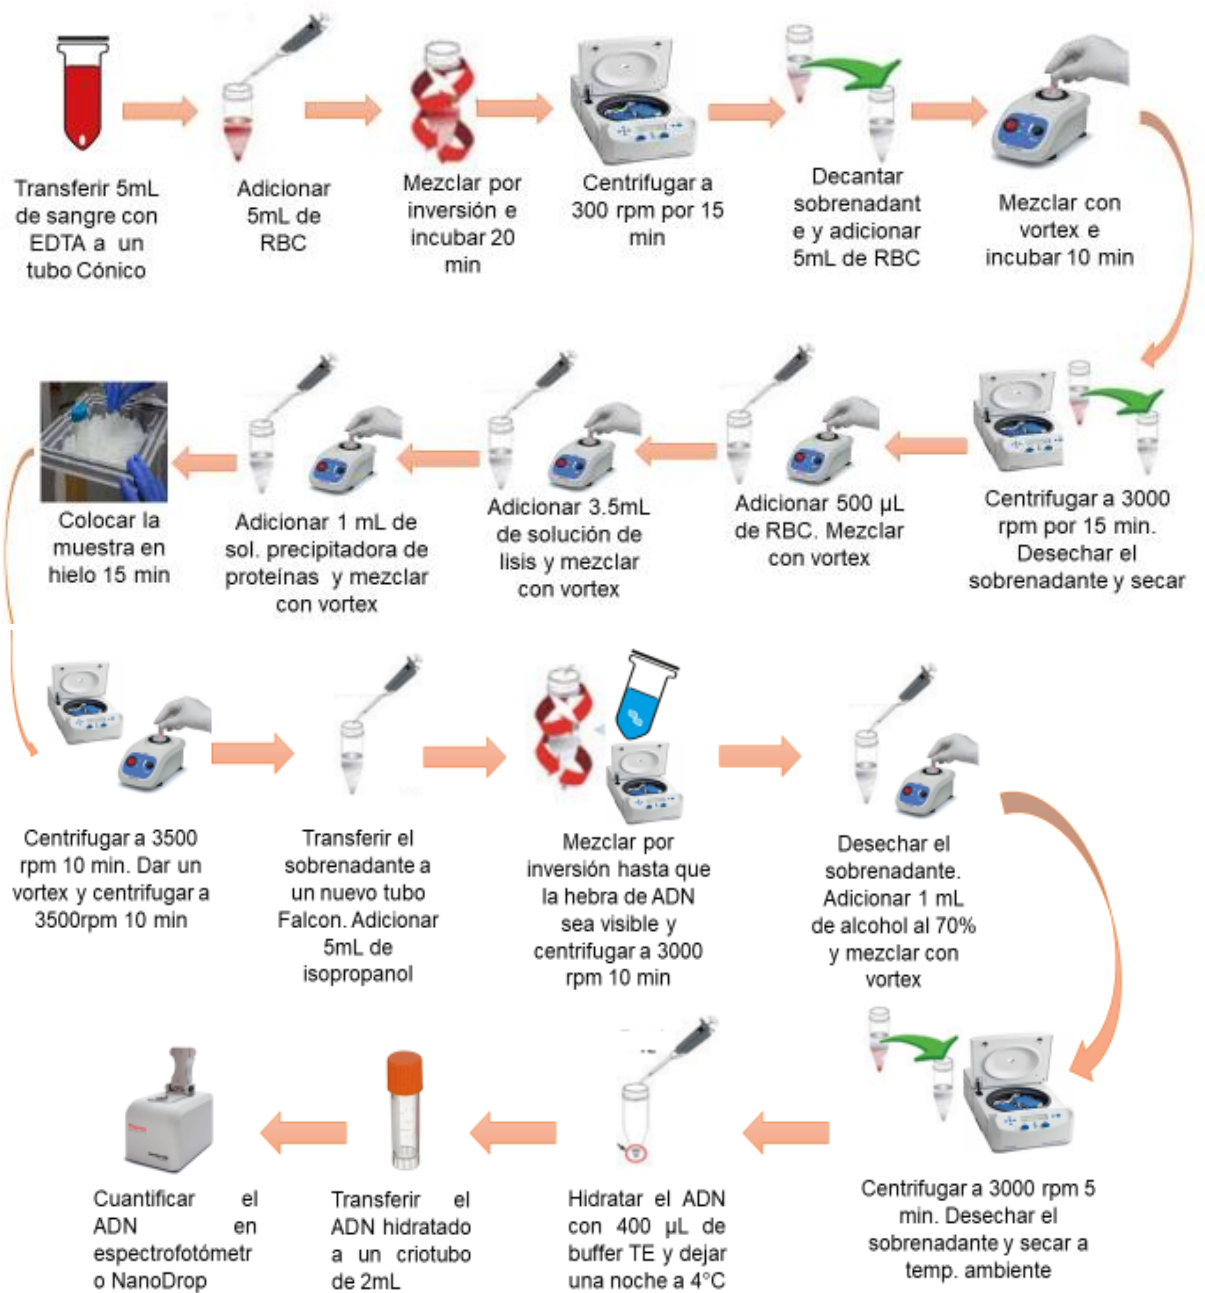 Transferir 5mL
de sangre con
EDTA a un
tubo Cónico
Adicionar
5mL de
RBC
Mezclar por
inversión e
incubar 20
min
Centrifugar a
300 rpm por 15
min
Decantar
sobrenadant
e y adicionar
5mL de RBC
Mezclar con
vortex e
incubar 10 min
Centrifugar a 3000
rpm por 15 min.
Desechar el
sobrenadante y secar
Adicionar 500 µL
de RBC. Mezclar
con vortex
Adicionar 3.5mL
de solución de
lisis y mezclar
con vortex
Adicionar 1 mL de
sol. precipitadora de
proteínas y mezclar
con vortex
Colocar la
muestra en
hielo 15 min
Centrifugar a 3500
rpm 10 min. Dar un
vortex y centrifugar a
3500rpm 10 min
Transferir el
sobrenadante a
un nuevo tubo
Falcon. Adicionar
5mL de
isopropanol
Mezclar por
inversión hasta que
la hebra de ADN
sea visible y
centrifugar a 3000
rpm 10 min
Desechar el
sobrenadante.
Adicionar 1 mL
de alcohol al 70%
y mezclar con
vortex
Centrifugar a 3000 rpm 5
min. Desechar el
sobrenadante y secar a
temp. ambiente
Hidratar el ADN
con 400 µL de
buffer TE y dejar
una noche a 4°C
Transferir el
ADN hidratado
a un criotubo
de 2mL
Cuantificar el
ADN en
espectrofotómetr
o NanoDrop